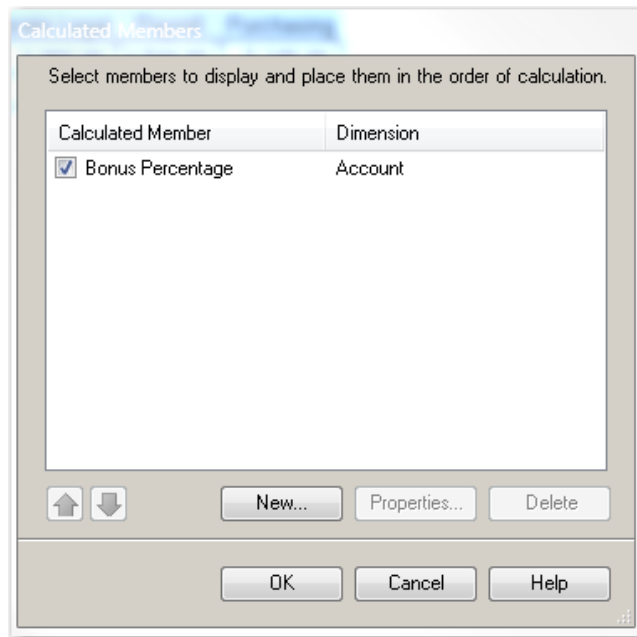 Calculated Members
Select members to display and place them in the order of calculation.
Calculated Member Dimension
Bonus Percentage Account
New... Properties... Delete
OK Cancel Help